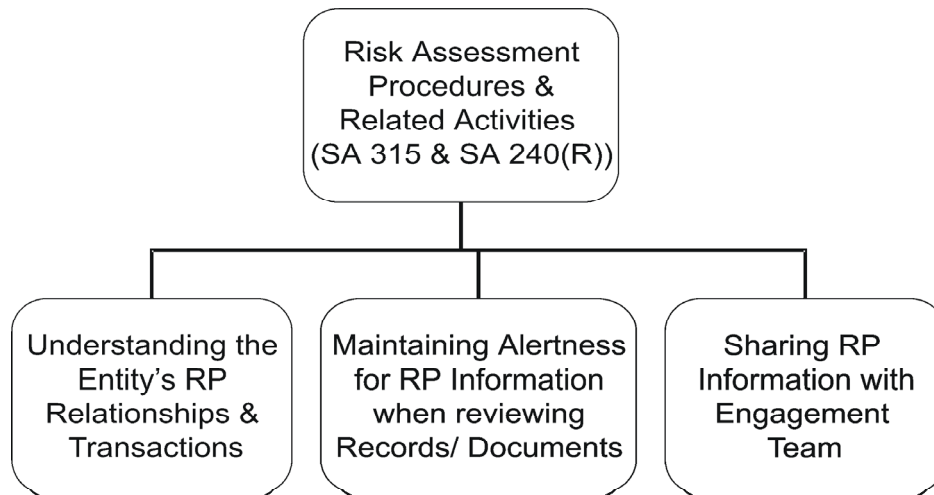 Risk Assessment
Procedures &
Related Activities
(SA 315 & SA 240(R))
Understanding the
Entity’s RP
Relationships &
Transactions
Maintaining Alertness
for RP Information
when reviewing
Records/ Documents
Sharing RP
Information with
Engagement
Team